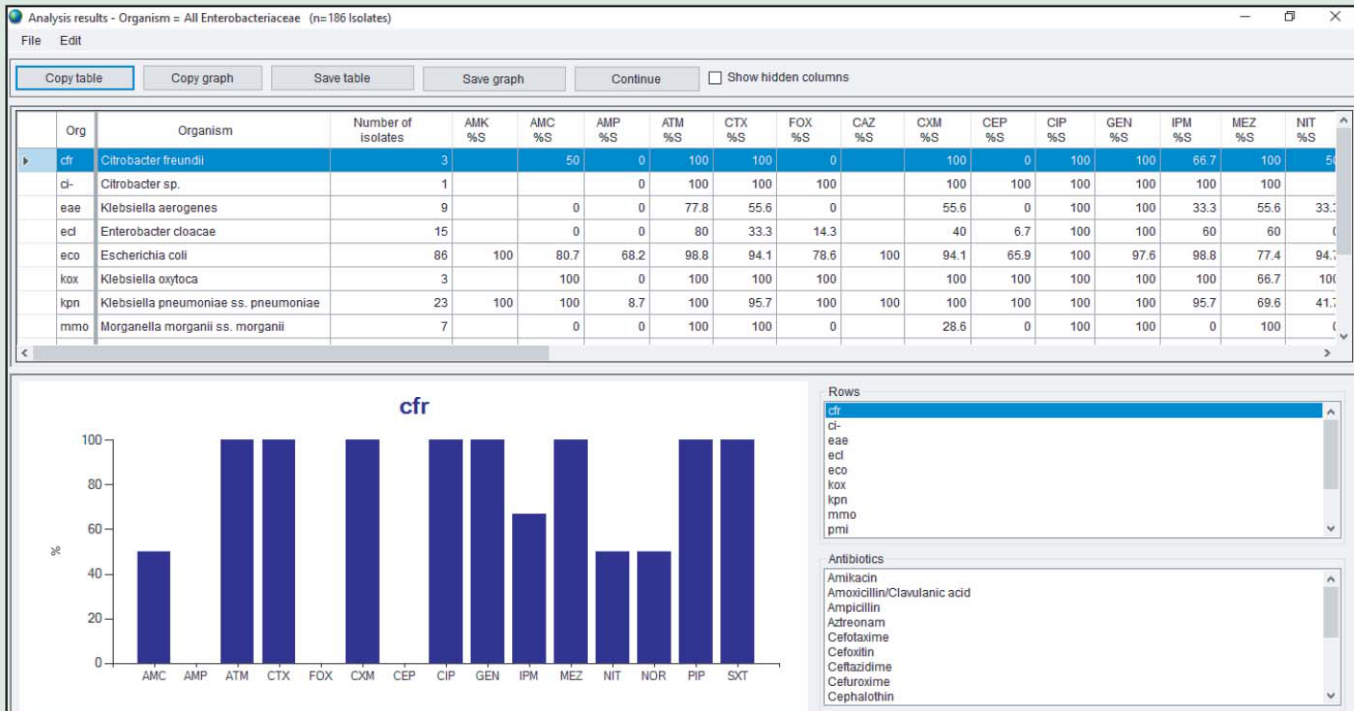 Analysis results - Organism = All Enterobacteriaceae (n=186 Isolates)
File Edit
Copy table Copy graph Save table Save graph Continue Show hidden columns
Org Organism Number of isolates AMK %S AMC %S AMP %S ATM %S CTX %S FOX %S CAZ %S CXM %S CEP %S CIP %S GEN %S IPM %S MEZ %S NIT %S
cfr Citrobacter freundii 3 50 0 100 100 0 100 0 100 100 66.7 100 50
ci- Citrobacter sp. 1 0 100 100 100 100 100 100 100 100 100
eae Klebsiella aerogenes 9 0 0 77.8 55.6 0 55.6 0 100 100 33.3 55.6 33.
ecl Enterobacter cloacae 15 0 0 80 33.3 14.3 40 6.7 100 100 60 60
eco Escherichia coli 86 100 80.7 68.2 98.8 94.1 78.6 100 94.1 65.9 100 97.6 98.8 77.4 94.
kox Klebsiella oxytoca 3 100 0 100 100 100 100 100 100 100 100 66.7 100
kpn Klebsiella pneumoniae ss. pneumoniae 23 100 100 8.7 100 95.7 100 100 100 100 100 100 95.7 69.6 41.
mmo Morganella morganii ss. morganii 7 0 0 100 100 0 28.6 0 100 100 0 100
cfr
100
80
60
%
40
20
0
AMC AMP ATM CTX FOX CXM CEP CIP GEN IPM MEZ NIT NOR PIP SXT
Rows
cfr
ci-
eae
ecl
eco
kox
kpn
mmo
pmi
Antibiotics
Amikacin
Amoxicillin/Clavulanic acid
Ampicillin
Aztreonam
Cefotaxime
Cefoxitin
Ceftazidime
Cefuroxime
Cephalothin